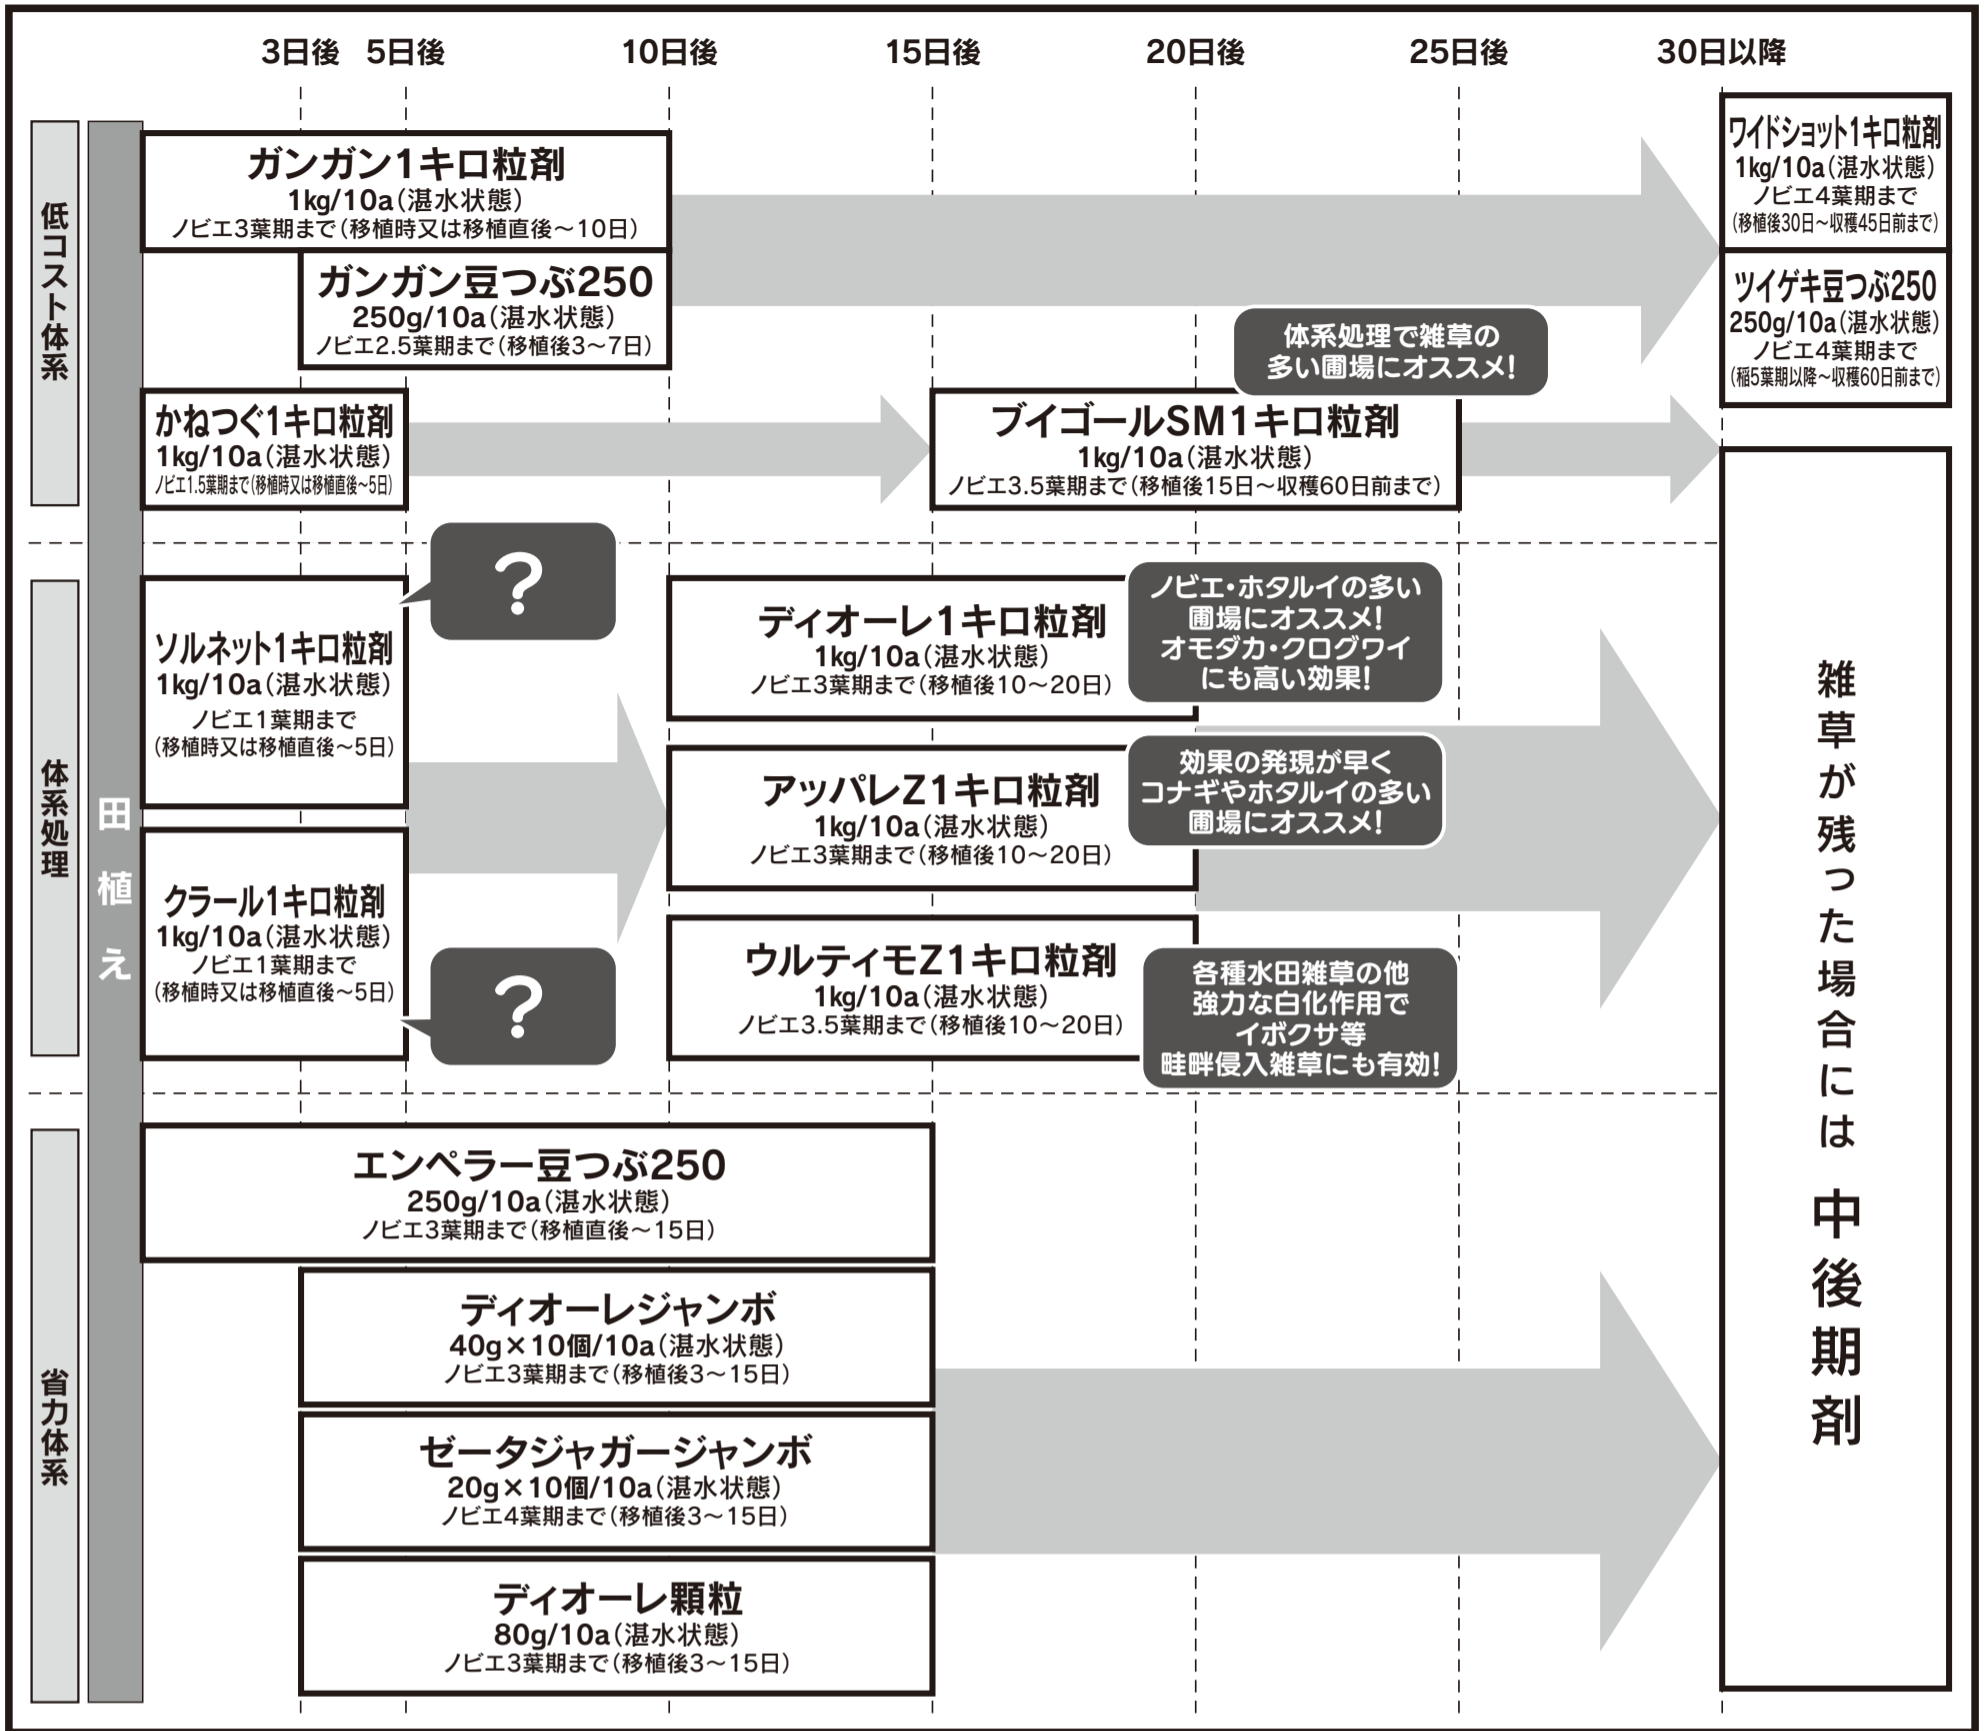 3日後 5日後 10日後 15日後 20日後 25日後 30日以降
低コスト体系
田植え
ガンガン1キロ粒剤
1kg/10a(湛水状態)
ノビエ3葉期まで(移植時又は移植直後～10日)
ガンガン豆つぶ250
250g/10a(湛水状態)
ノビエ2.5葉期まで(移植後3～7日)
ワイドショット1キロ粒剤
1kg/10a(湛水状態)
ノビエ4葉期まで
(移植後30日～収穫45日前まで)
ツイゲキ豆つぶ250
250g/10a(湛水状態)
ノビエ4葉期まで
(稲5葉期以降～収穫60日前まで)
かねつぐ1キロ粒剤
1kg/10a(湛水状態)
ノビエ1.5葉期まで(移植時又は移植直後～5日)
体系処理で雑草の
多い圃場にオススメ!
ブイゴールSM1キロ粒剤
1kg/10a(湛水状態)
ノビエ3.5葉期まで(移植後15日～収穫60日前まで)
体系処理
ソルネット1キロ粒剤
1kg/10a(湛水状態)
ノビエ1葉期まで
(移植時又は移植直後～5日)
?
クラール1キロ粒剤
1kg/10a(湛水状態)
ノビエ1葉期まで
(移植時又は移植直後～5日)
?
ディオーレ1キロ粒剤
1kg/10a(湛水状態)
ノビエ3葉期まで(移植後10～20日)
ノビエ・ホタルイの多い
圃場にオススメ!
オモダカ・クログワイ
にも高い効果!
アッパレZ1キロ粒剤
1kg/10a(湛水状態)
ノビエ3葉期まで(移植後10～20日)
効果の発現が早く
コナギやホタルイの多い
圃場にオススメ!
ウルティモZ1キロ粒剤
1kg/10a(湛水状態)
ノビエ3.5葉期まで(移植後10～20日)
各種水田雑草の他
強力な白化作用で
イボクサ等
畦畔侵入雑草にも有効!
省力体系
エンペラー豆つぶ250
250g/10a(湛水状態)
ノビエ3葉期まで(移植直後～15日)
ディオーレジャンボ
40g×10個/10a(湛水状態)
ノビエ3葉期まで(移植後3～15日)
ゼータジャガージャンボ
20g×10個/10a(湛水状態)
ノビエ4葉期まで(移植後3～15日)
ディオーレ顆粒
80g/10a(湛水状態)
ノビエ3葉期まで(移植後3～15日)
雑草が残った場合には 中後期剤